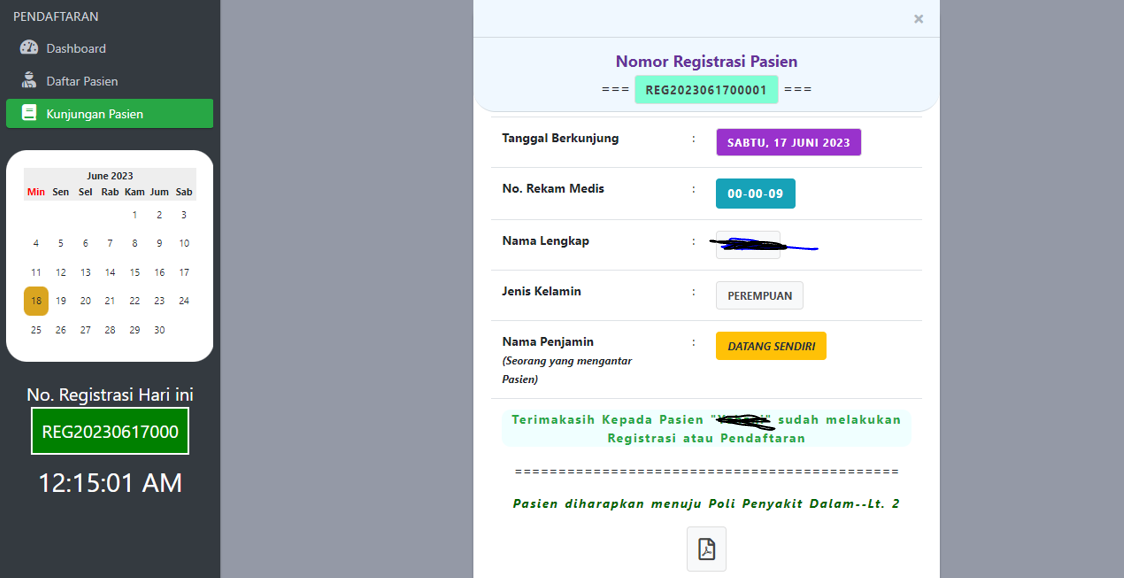 PENDAFTARAN
Dashboard
Daftar Pasien
Kunjungan Pasien
June 2023
Min Sen Sel Rab Kam Jum Sab
1 2 3
4 5 6 7 8 9 10
11 12 13 14 15 16 17
18 19 20 21 22 23 24
25 26 27 28 29 30
No. Registrasi Hari ini
REG20230617000
12:15:01 AM
×
Nomor Registrasi Pasien
=== REG2023061700001 ===
Tanggal Berkunjung : SABTU, 17 JUNI 2023
No. Rekam Medis : 00-00-09
Nama Lengkap :
Jenis Kelamin : PEREMPUAN
Nama Penjamin : DATANG SENDIRI
(Seorang yang mengantar
Pasien)
Terimakasih Kepada Pasien "" sudah melakukan
Registrasi atau Pendaftaran
============================================
Pasien diharapkan menuju Poli Penyakit Dalam--Lt. 2